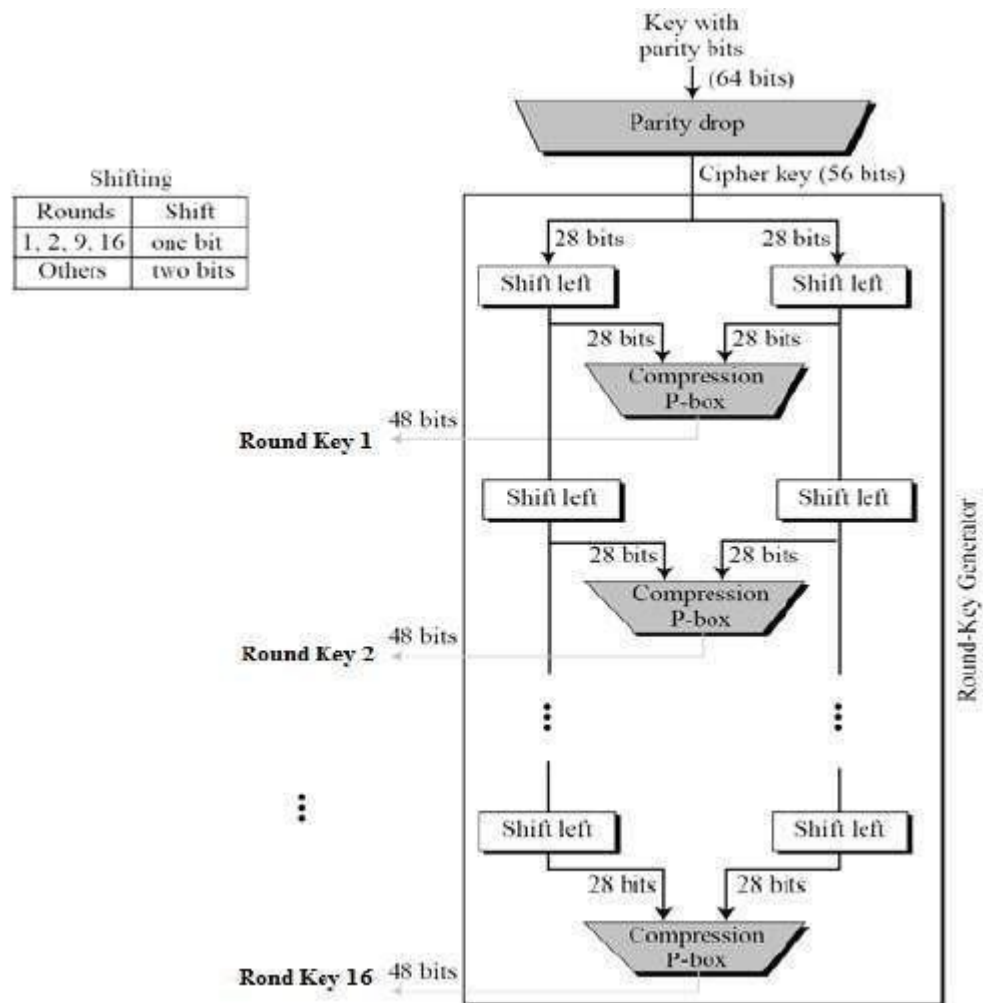 Key with
parity bits
(64 bits)
Parity drop
Cipher key (56 bits)
Shifting
Rounds Shift
1, 2, 9, 16 one bit
Others two bits
28 bits 28 bits
Shift left Shift left
28 bits 28 bits
Compression
P-box
48 bits
Round Key 1
Shift left Shift left
28 bits 28 bits
Compression
P-box
48 bits
Round Key 2
Round-Key Generator
Shift left Shift left
28 bits 28 bits
Compression
P-box
48 bits
Rond Key 16